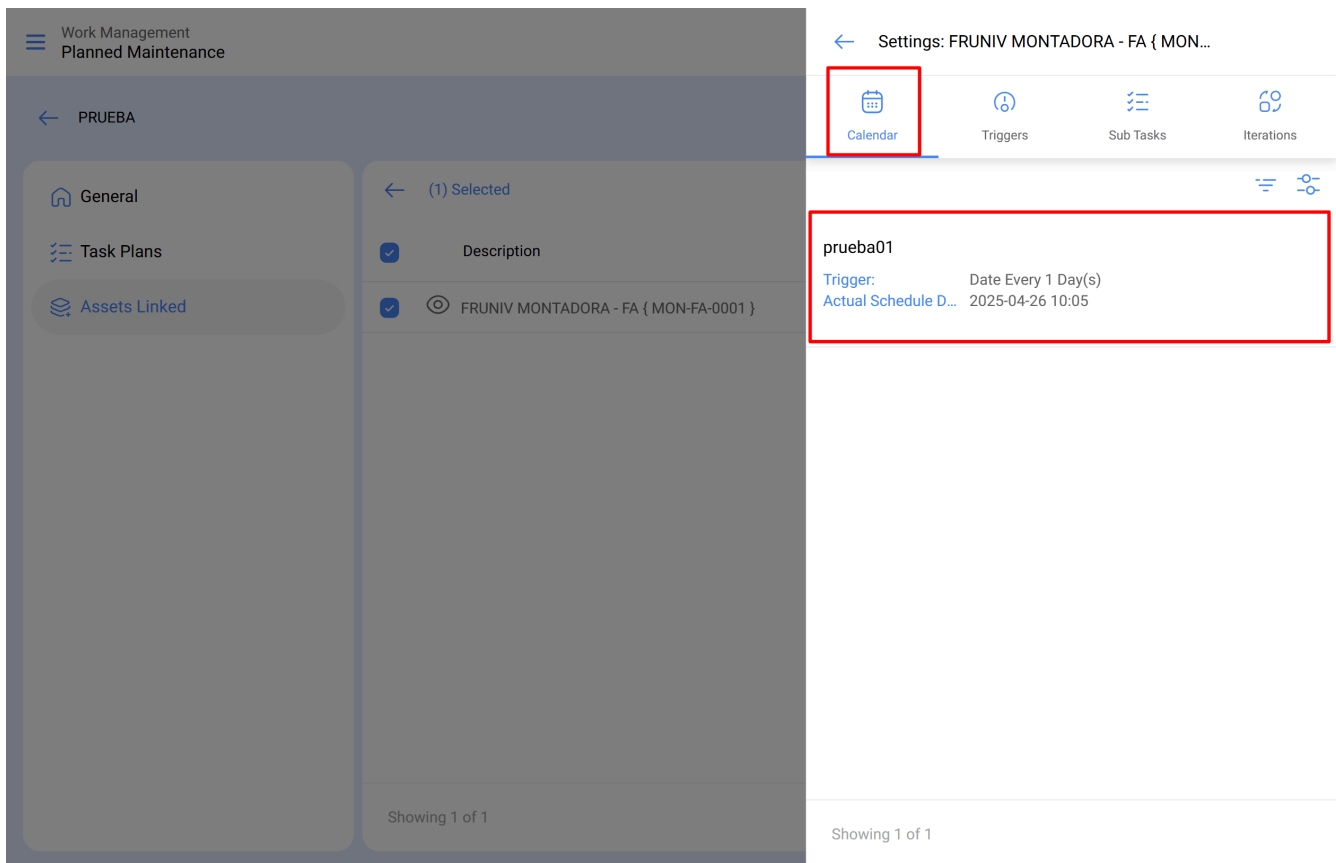 Work Management
Planned Maintenance
PRUEBA
General
Task Plans
Assets Linked
(1) Selected
Description
FRUNIV MONTADORA - FA { MON-FA-0001 }
Showing 1 of 1
Settings: FRUNIV MONTADORA - FA { MON...
Calendar
Triggers
Sub Tasks
Iterations
prueba01
Trigger: Date Every 1 Day(s)
Actual Schedule D... 2025-04-26 10:05
Showing 1 of 1